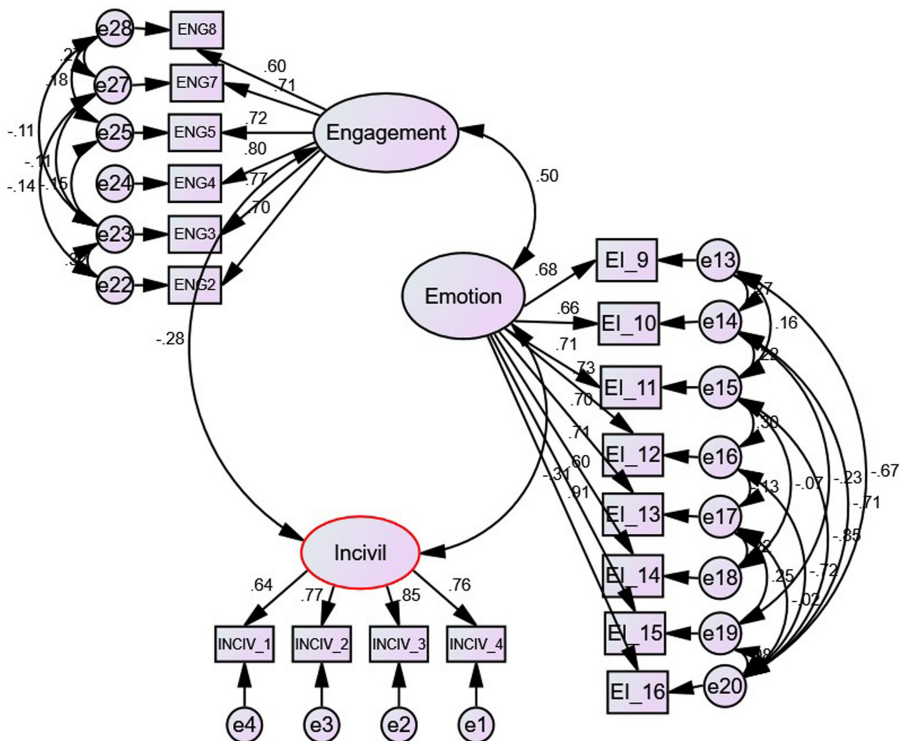 e28 ENG8
.18
.60
e27 ENG7
.71
-.11
e25 ENG5
.72
Engagement
.80
-.11
-.14
-.15
e24 ENG4
.77
.50
.70
e23 ENG3
e22 ENG2
-.28
Emotion
.68
EI_9 e13
.66
EI_10 e14
.16
.71
.22
.73
EI_11 e15
.70
.30
.71
EI_12 e16
.60
-.31
-.67
-.23
-.07
.91
-.13
-.71
EI_13 e17
-.85
Incivil
.25
-.72
EI_14 e18
-.02
.64
.77
.85
.76
EI_15 e19
INCIV_1 INCIV_2 INCIV_3 INCIV_4
EI_16 e20
e4 e3 e2 e1